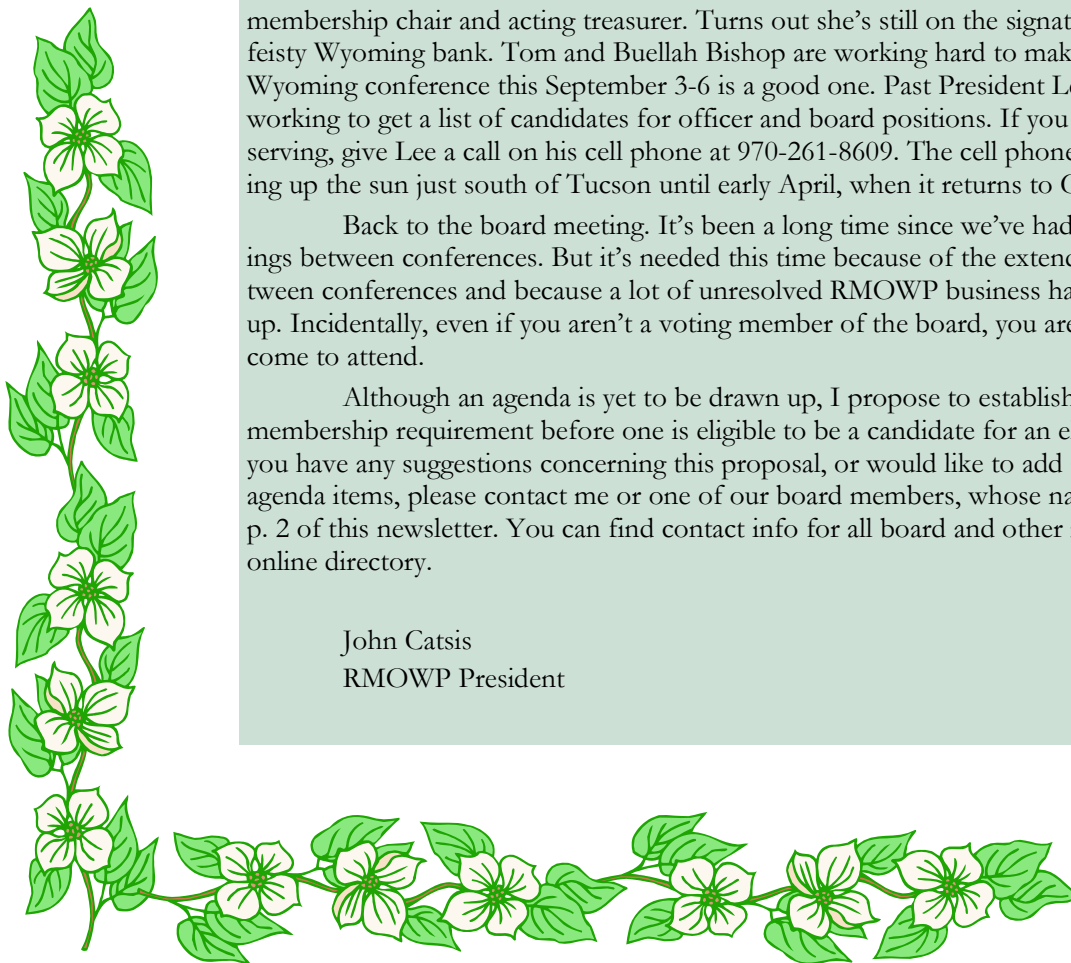 membership chair and acting treasurer. Turns out she’s still on the
feisty Wyoming bank. Tom and Buellah Bishop are working hard to
Wyoming conference this September 3-6 is a good one. Past President
working to get a list of candidates for officer and board positions. If you
serving, give Lee a call on his cell phone at 970-261-8609. The cell phone
ing up the sun just south of Tucson until early April, when it returns to
Back to the board meeting. It’s been a long time since we’ve had
ings between conferences. But it’s needed this time because of the
tween conferences and because a lot of unresolved RMOWP business
up. Incidentally, even if you aren’t a voting member of the board, you are
come to attend.
Although an agenda is yet to be drawn up, I propose to establish
membership requirement before one is eligible to be a candidate for an
you have any suggestions concerning this proposal, or would like to add
agenda items, please contact me or one of our board members, whose
p. 2 of this newsletter. You can find contact info for all board and other
online directory.
John Catsis
RMOWP President